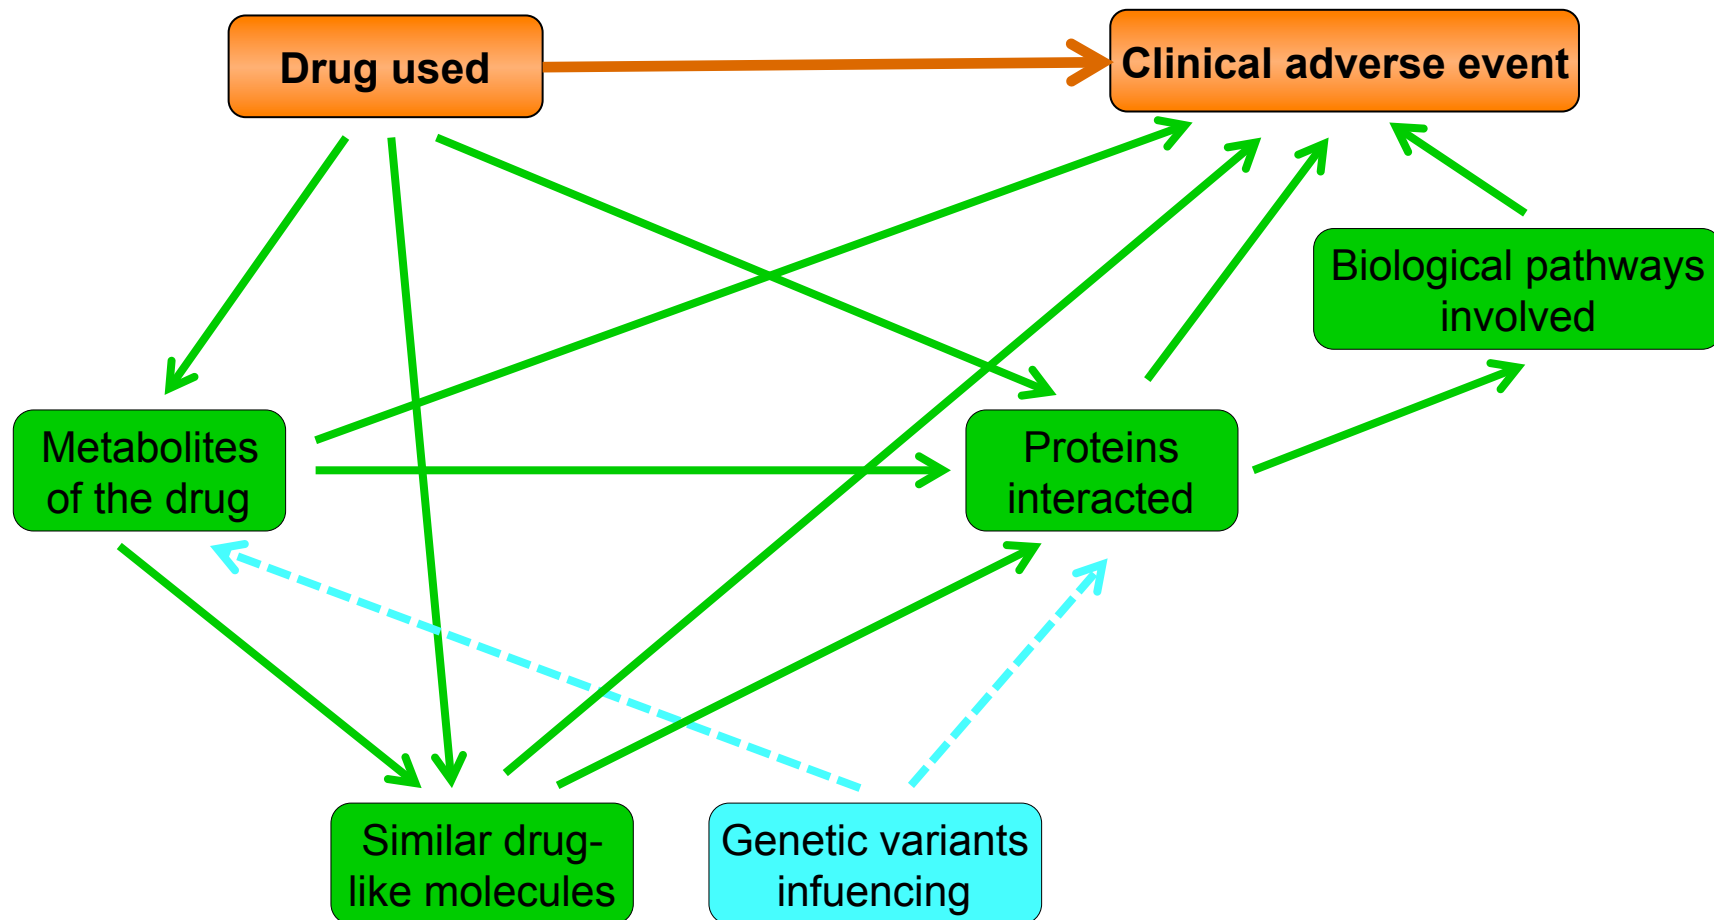 Drug used
Clinical adverse event
Biological pathways
involved
Metabolites
of the drug
Proteins
interacted
Similar drug-
like molecules
Genetic variants
infuencing